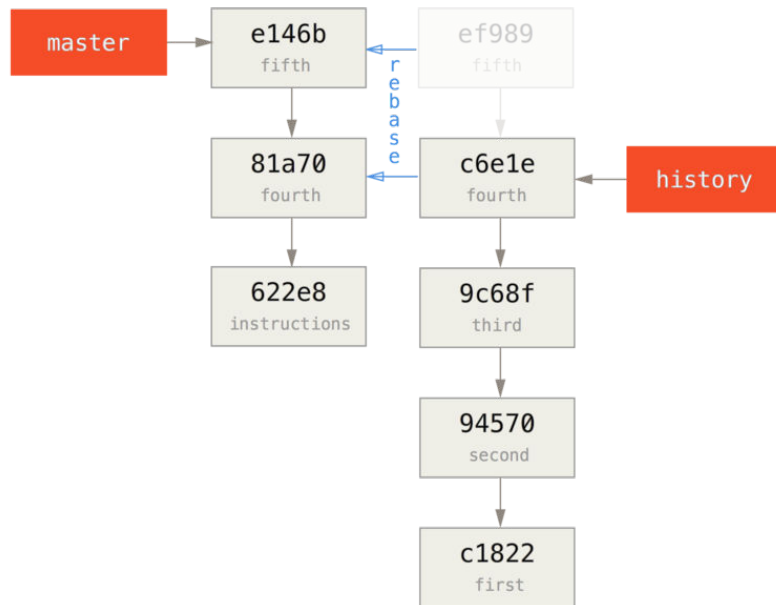 master
e146b
fifth
ef989
fifth
rebase
81a70
fourth
c6e1e
fourth
history
622e8
instructions
9c68f
third
94570
second
c1822
first